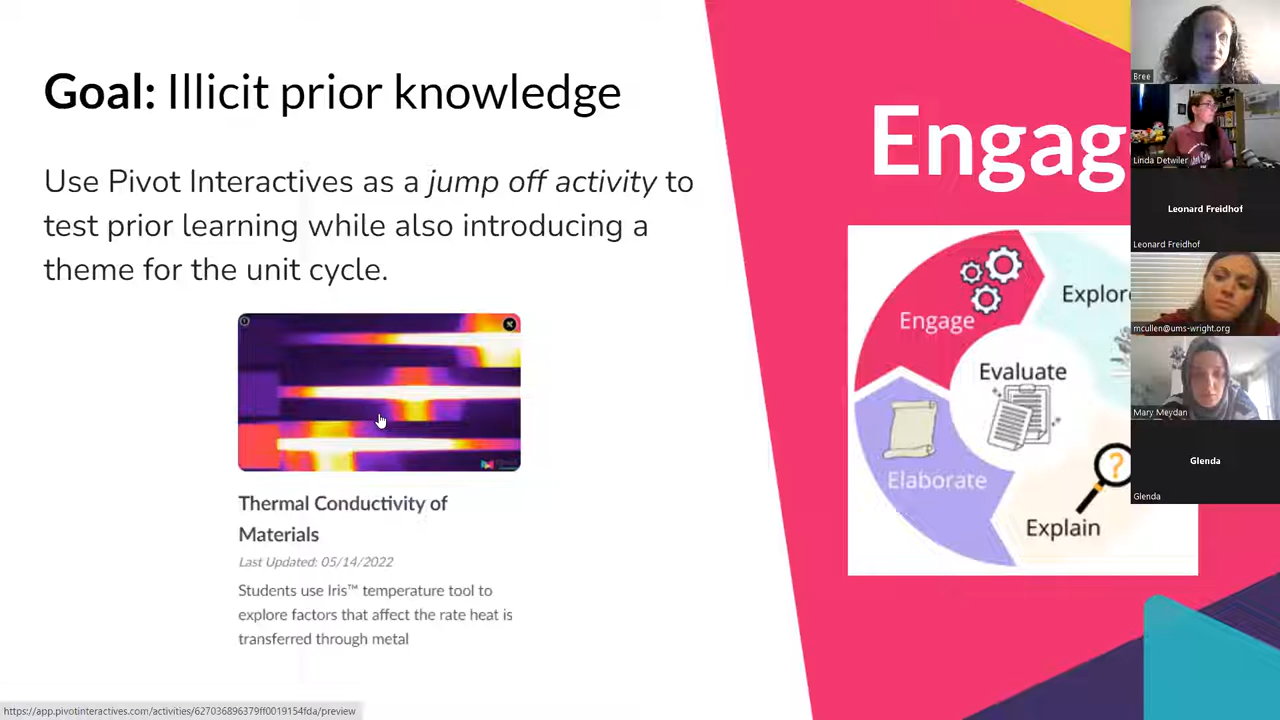 Goal: Illicit prior knowledge
Use Pivot Interactives as a jump off activity to
test prior learning while also introducing a
theme for the unit cycle.
Thermal Conductivity of
Materials
Last Updated: 05/14/2022
Students use Iris™ temperature tool to
explore factors that affect the rate heat is
transferred through metal
https://app.pivotinteractives.com/activities/627036896379ff0019154fda/preview
Engag
Engage
Explor
Evaluate
Elaborate
?
Explain
Bree
Linda Detwiler
Leonard Freidhof
Leonard Freidhof
mcullen@ums-wright.org
Mary Meydan
Glenda
Glenda